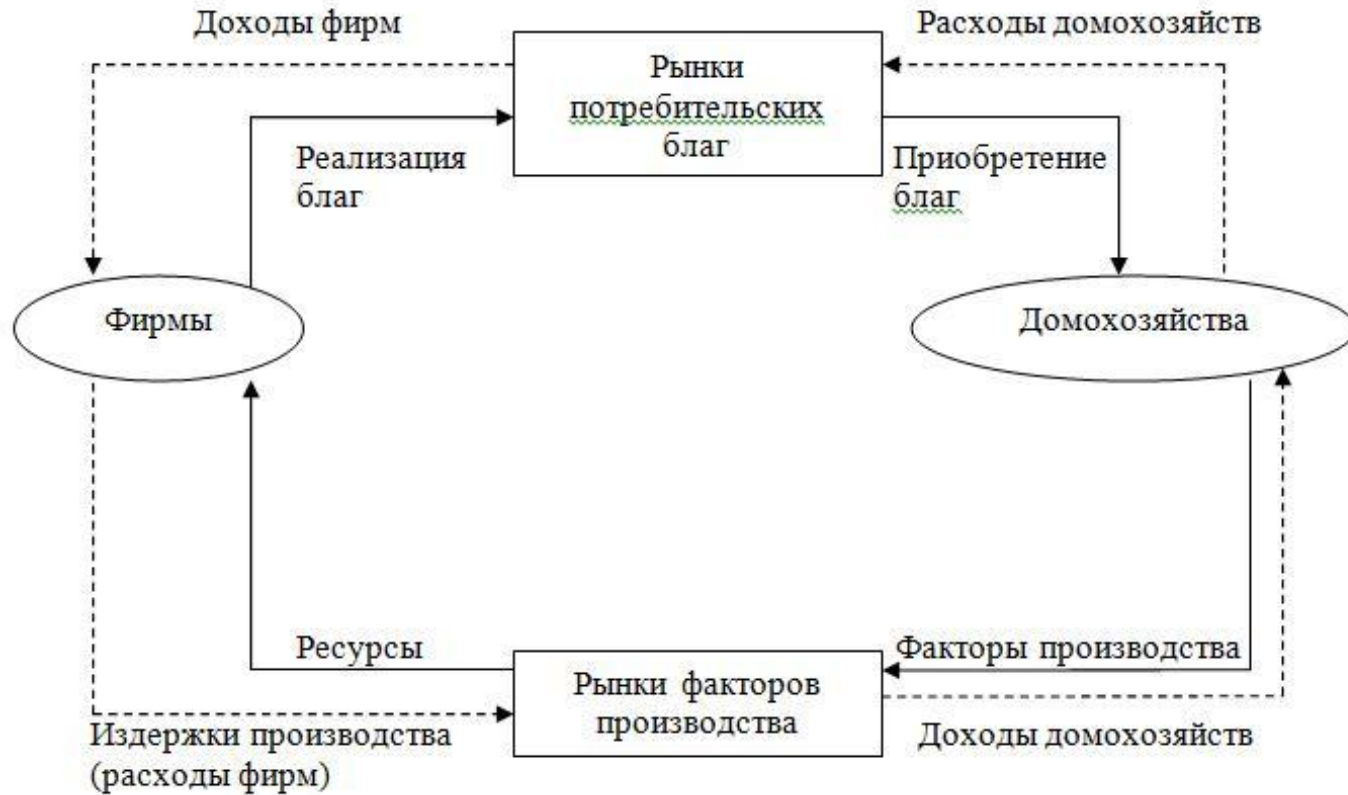 Доходы фирм
Расходы домохозяйств
Рынки
потребительских
благ
Реализация
благ
Приобретение
благ
Фирмы
Домохозяйства
Ресурсы
Факторы производства
Рынки факторов
производства
Издержки производства
(расходы фирм)
Доходы домохозяйств